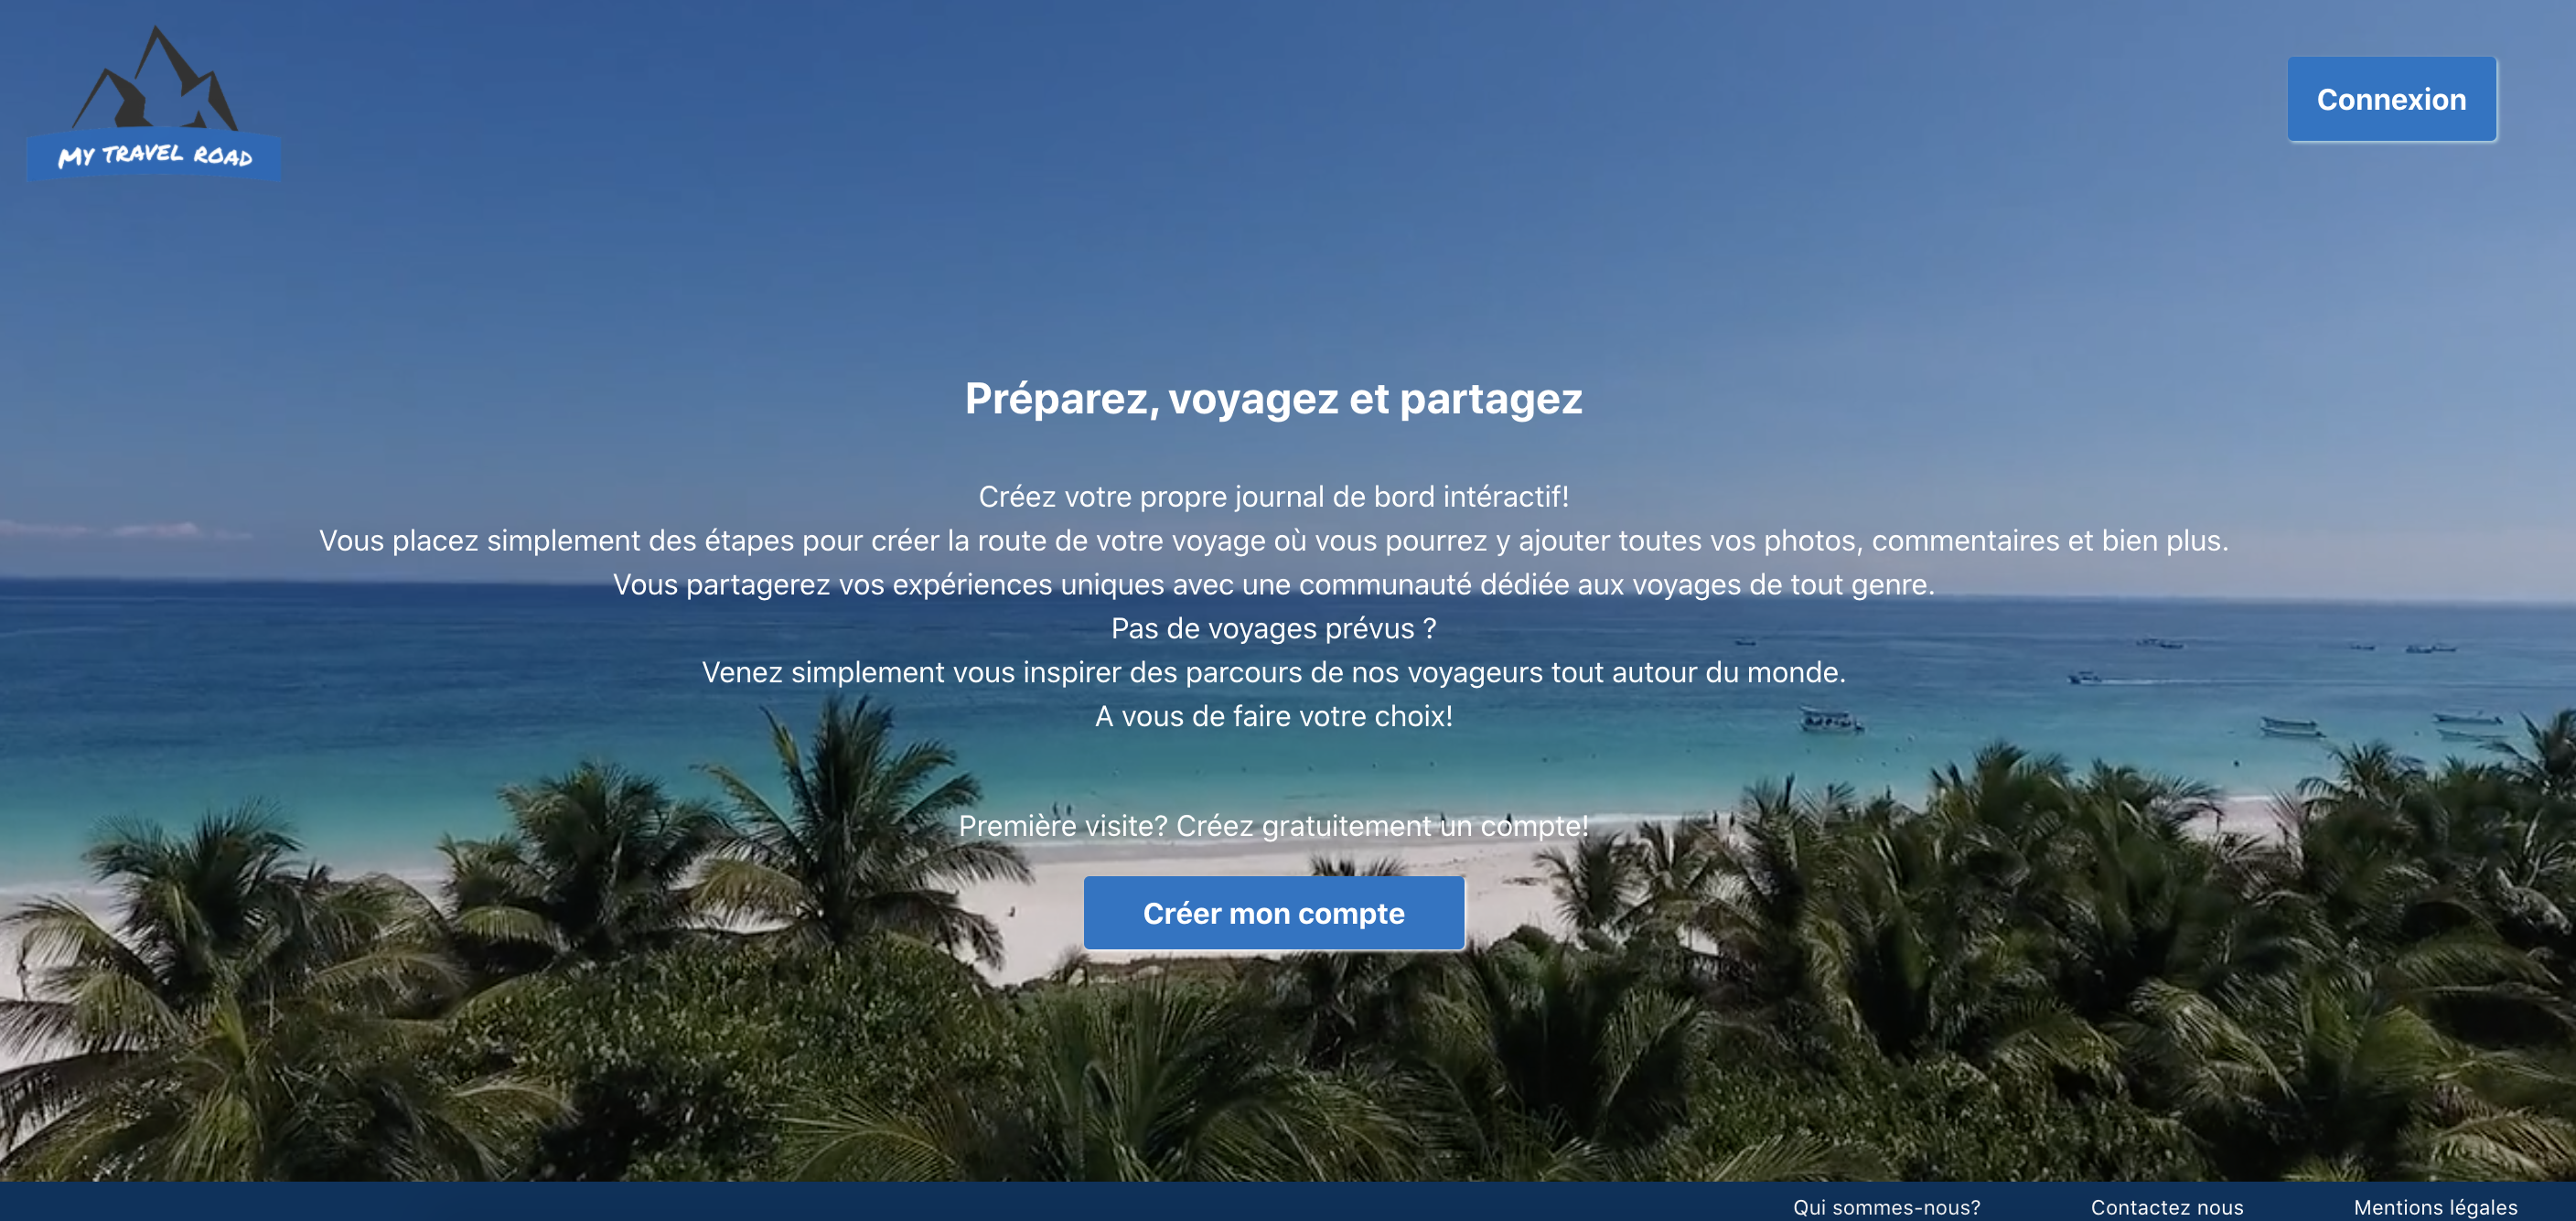 MY TRAVEL ROAD
Connexion
Préparez, voyagez et partagez
Créez votre propre journal de bord intéractif!
Vous placez simplement des étapes pour créer la route de votre voyage où vous pourrez y ajouter toutes vos photos, commentaires et bien plus.
Vous partagerez vos expériences uniques avec une communauté dédiée aux voyages de tout genre.
Pas de voyages prévus ?
Venez simplement vous inspirer des parcours de nos voyageurs tout autour du monde.
A vous de faire votre choix!
Première visite? Créez gratuitement un compte!
Créer mon compte
Qui sommes-nous? Contactez nous Mentions légales